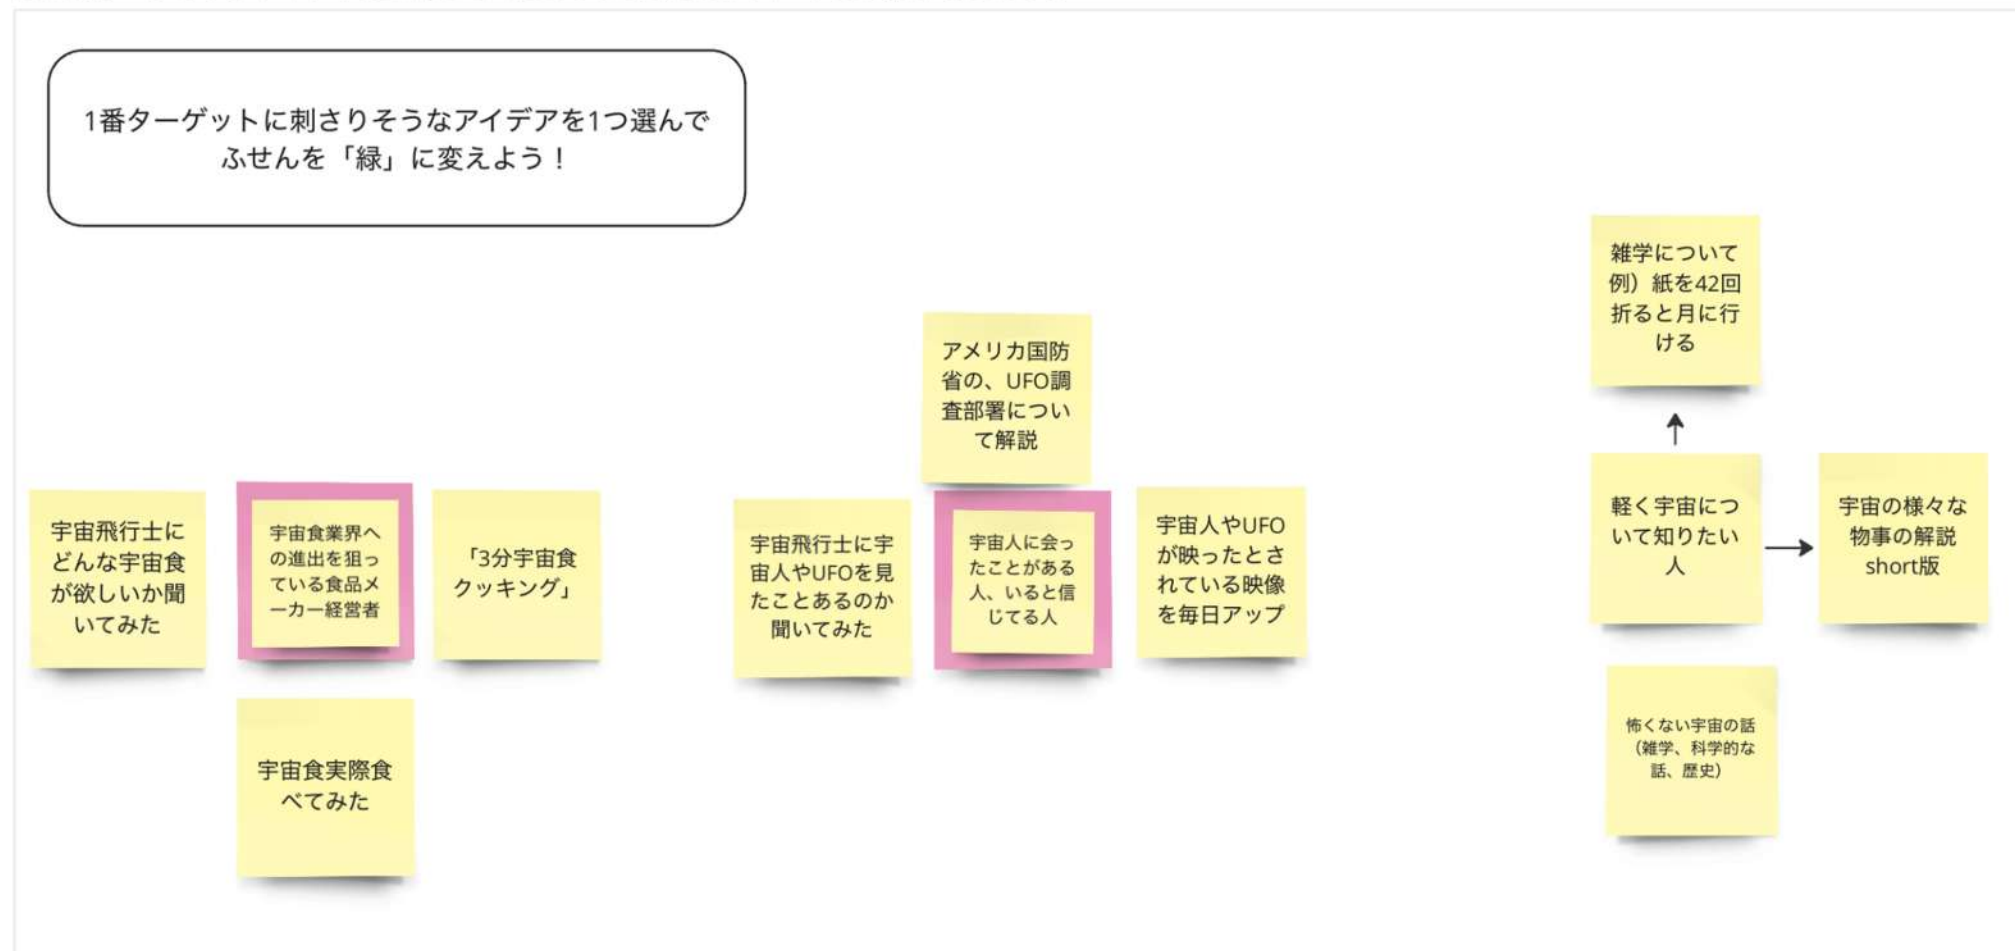 1番ターゲットに刺さりそうなアイデアを1つ選んで
ふせんを「緑」に変えよう！
宇宙飛行士に
どんな宇宙食
が欲しいか聞
いてみた
宇宙食業界へ
の進出を狙っ
ている食品メ
ーカー経営者
「3分宇宙食
クッキング」
宇宙食実際食
べてみた
アメリカ国防
省の、UFO調
査部署につい
て解説
宇宙飛行士に宇
宙人やUFOを見
たことあるのか
聞いてみた
宇宙人に会っ
たことがある
人、いると信
じてる人
宇宙人やUFO
が映ったとさ
れている映像
を毎日アップ
雑学について
例）紙を42回
折ると月に行
ける
軽く宇宙につ
いて知りたい
人
宇宙の様々な
物事の解説
short版
怖くない宇宙の話
（雑学、科学的な
話、歴史）